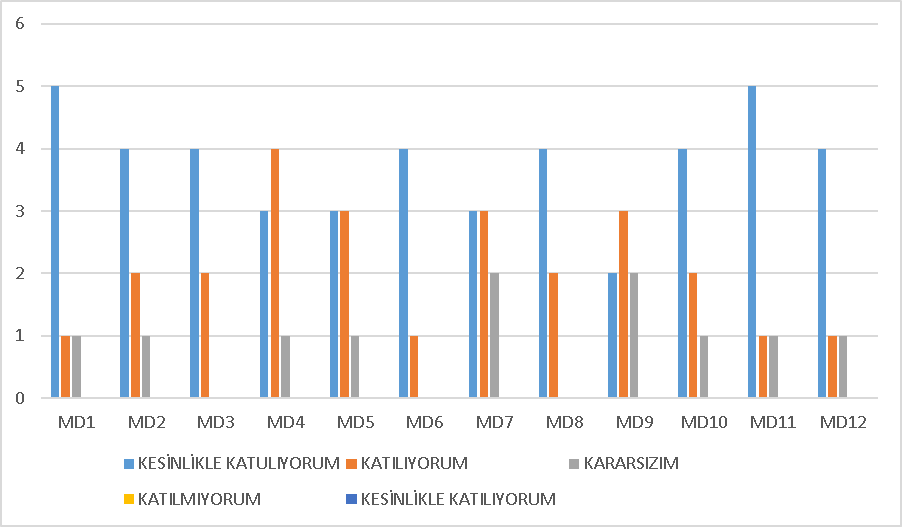 6
5
4
3
2
1
0
MD1 MD2 MD3 MD4 MD5 MD6 MD7 MD8 MD9 MD10 MD11 MD12
KESİNLİKLE KATULIYORUM KATILIYORUM KARARSIZIM
KATILMIYORUM KESİNLİKLE KATILIYORUM